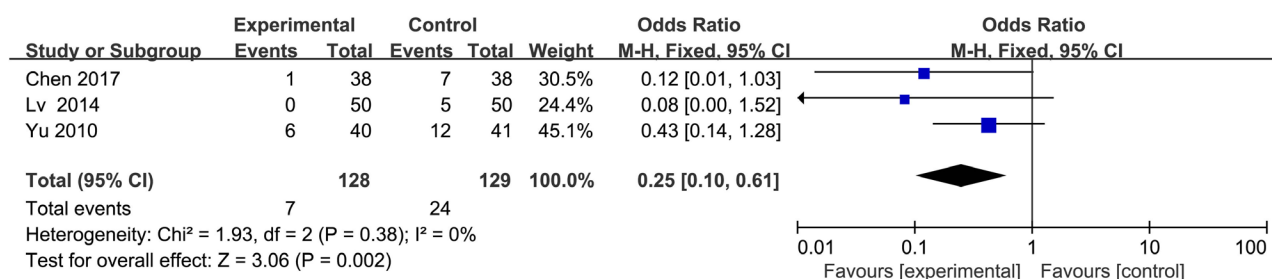 Experimental Control Odds Ratio Odds Ratio
Study or Subgroup Events Total Events Total Weight M-H, Fixed, 95% CI M-H, Fixed, 95% CI
Chen 2017 1 38 7 38 30.5% 0.12 [0.01, 1.03]
Lv 2014 0 50 5 50 24.4% 0.08 [0.00, 1.52]
Yu 2010 6 40 12 41 45.1% 0.43 [0.14, 1.28]
Total (95% CI) 128 129 100.0% 0.25 [0.10, 0.61]
Total events 7 24
Heterogeneity: Chi² = 1.93, df = 2 (P = 0.38); I² = 0%
Test for overall effect: Z = 3.06 (P = 0.002)
0.01 0.1 1 10 100
Favours [experimental] Favours [control]